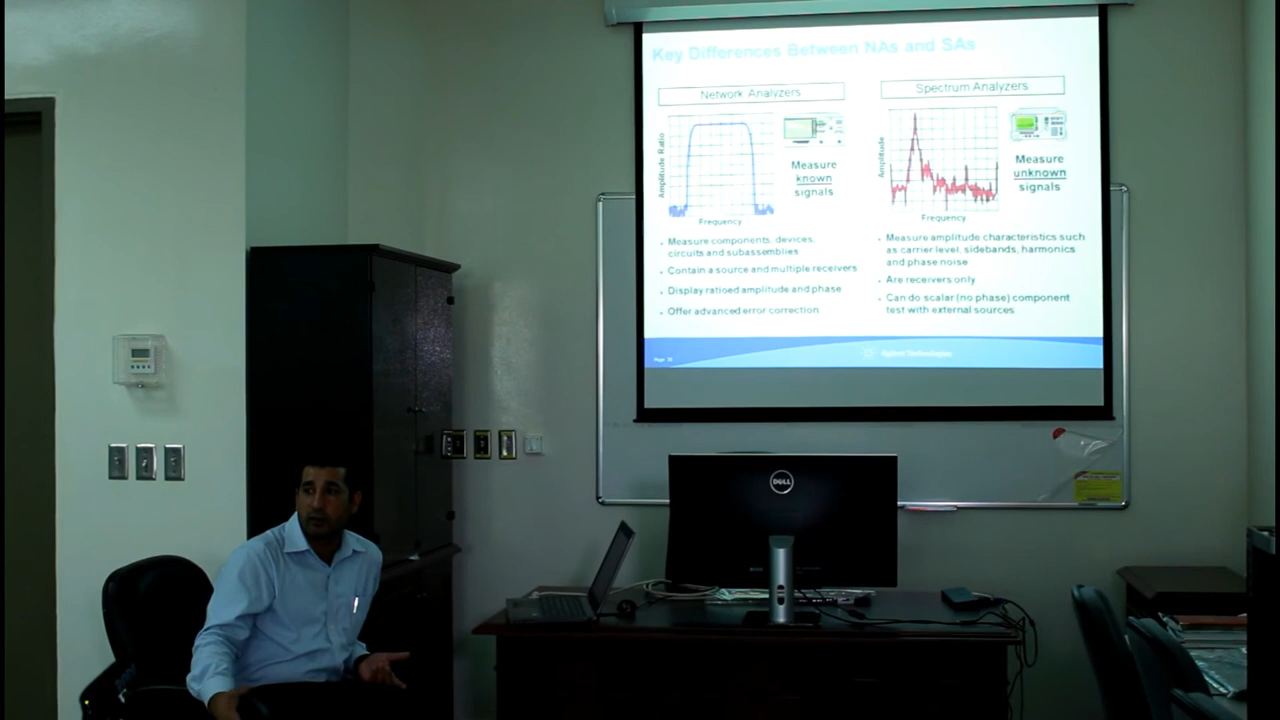 Key Differences Between NAs and SAs
Network Analyzers
Amplitude Ratio
Frequency
Measure
known
signals
• Measure components, devices,
circuits and subassemblies
• Contain a source and multiple receivers
• Display ratioed amplitude and phase
• Offer advanced error correction
Spectrum Analyzers
Amplitude
Frequency
Measure
unknown
signals
• Measure amplitude characteristics such
as carrier level, sidebands, harmonics
and phase noise
• Are receivers only
• Can do scalar (no phase) component
test with external sources
Agilent Technologies
DELL